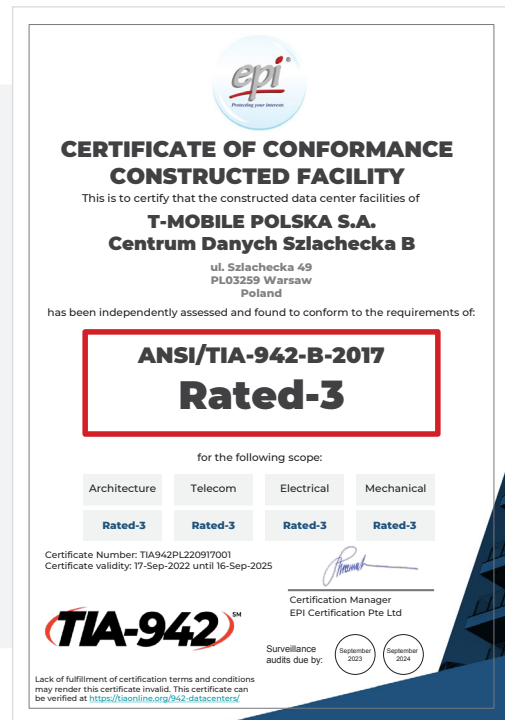 epi®
Protecting your interests
CERTIFICATE OF CONFORMANCE
CONSTRUCTED FACILITY
This is to certify that the constructed data center facilities of
T-MOBILE POLSKA S.A.
Centrum Danych Szlachecka B
ul. Szlachecka 49
PL03259 Warsaw
Poland
has been independently assessed and found to conform to the requirements of:
ANSI/TIA-942-B-2017
Rated-3
for the following scope:
Architecture Telecom Electrical Mechanical
Rated-3 Rated-3 Rated-3 Rated-3
Certificate Number: TIA942PL220917001
Certificate validity: 17-Sep-2022 until 16-Sep-2025
Certification Manager
EPI Certification Pte Ltd
TIA-942 SM
Surveillance
audits due by:
September
2023
September
2024
Lack of fulfillment of certification terms and conditions
may render this certificate invalid. This certificate can
be verified at https://tiaonline.org/942-datacenters/